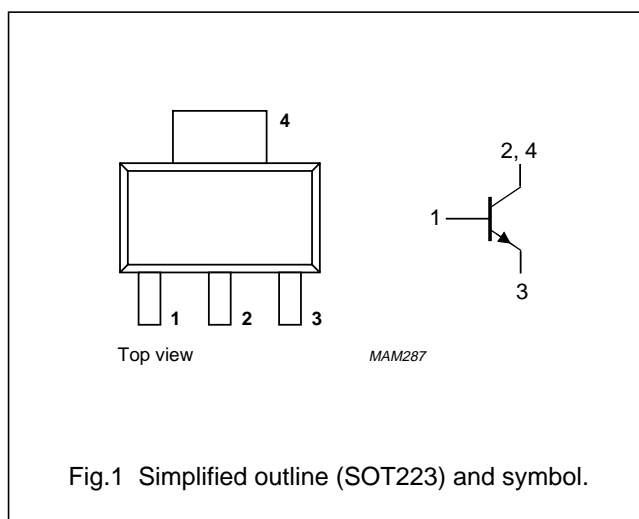 4
1 2 3
Top view
MAM287
2, 4
1
3
Fig.1 Simplified outline (SOT223) and symbol.